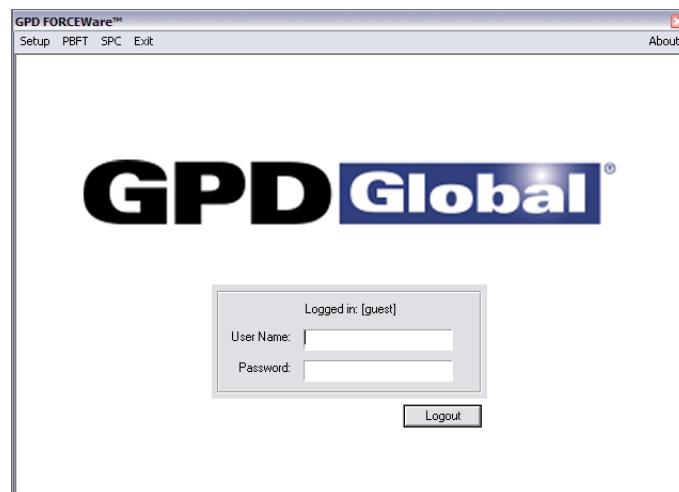 GPD FORCEWare™
Setup PBFT SPC Exit About
GPD Global®
Logged in: [guest]
User Name:
Password:
Logout